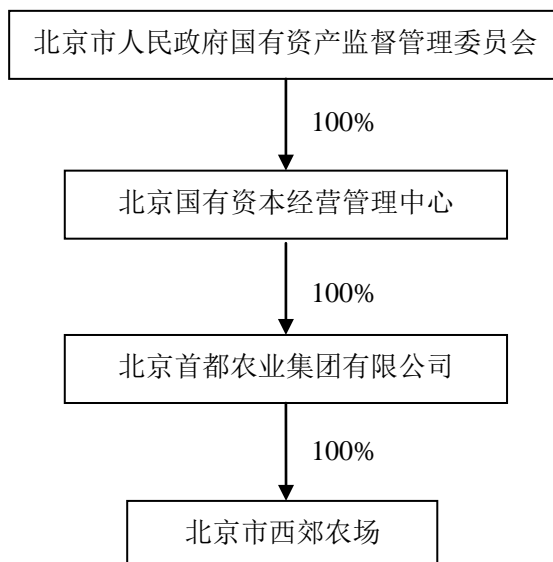 北京市人民政府国有资产监督管理委员会
100%
北京国有资本经营管理中心
100%
北京首都农业集团有限公司
100%
北京市西郊农场